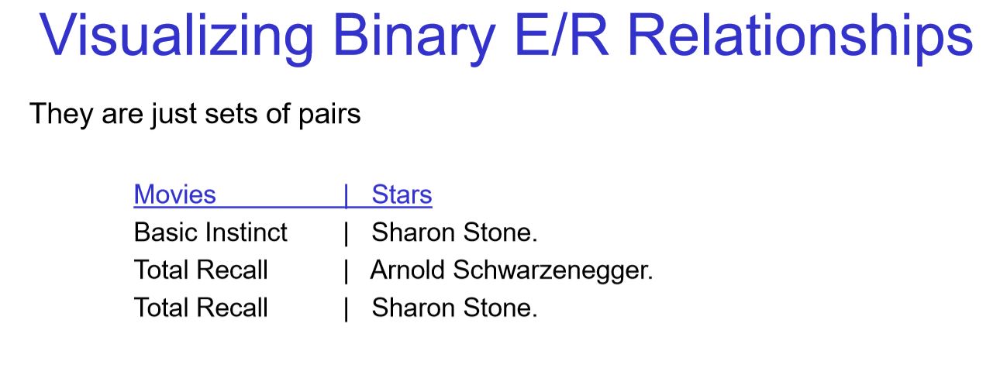 Visualizing Binary E/R Relationships
They are just sets of pairs
Movies | Stars
Basic Instinct | Sharon Stone.
Total Recall | Arnold Schwarzenegger.
Total Recall | Sharon Stone.